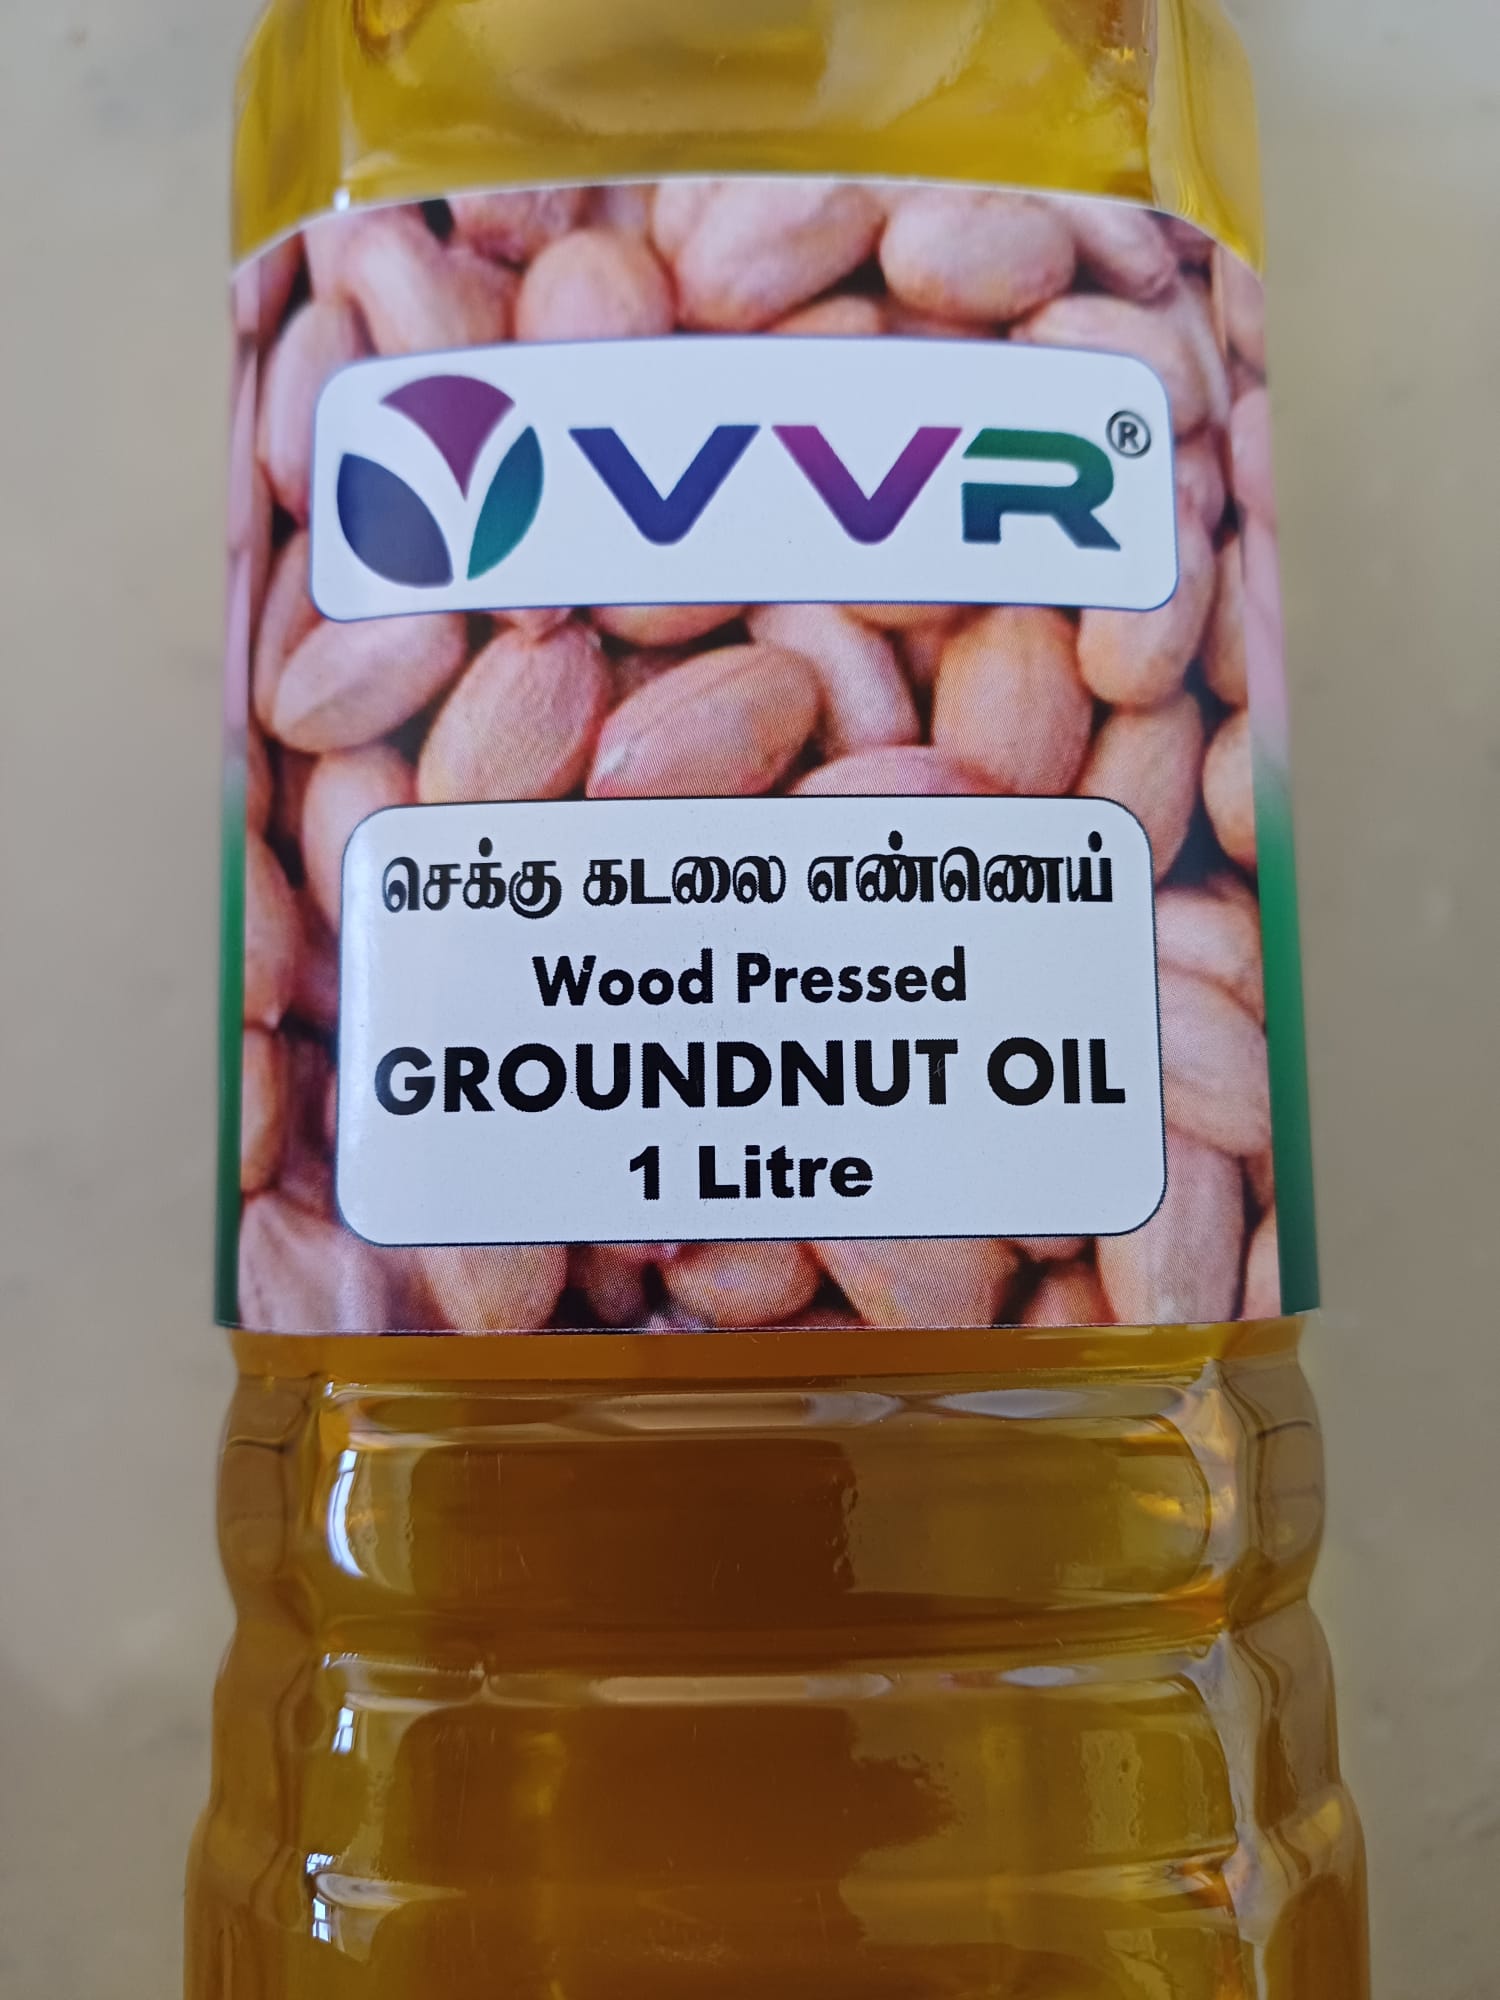 VVR®
செக்கு கடலை எண்ணெய்
Wood Pressed
GROUNDNUT OIL
1 Litre